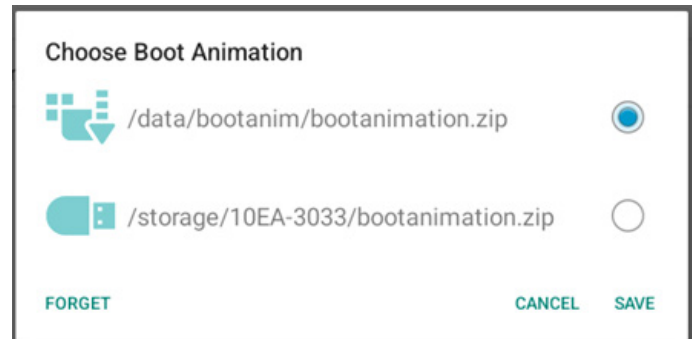 Choose Boot Animation
/data/bootanim/bootanimation.zip
/storage/10EA-3033/bootanimation.zip
FORGET CANCEL SAVE